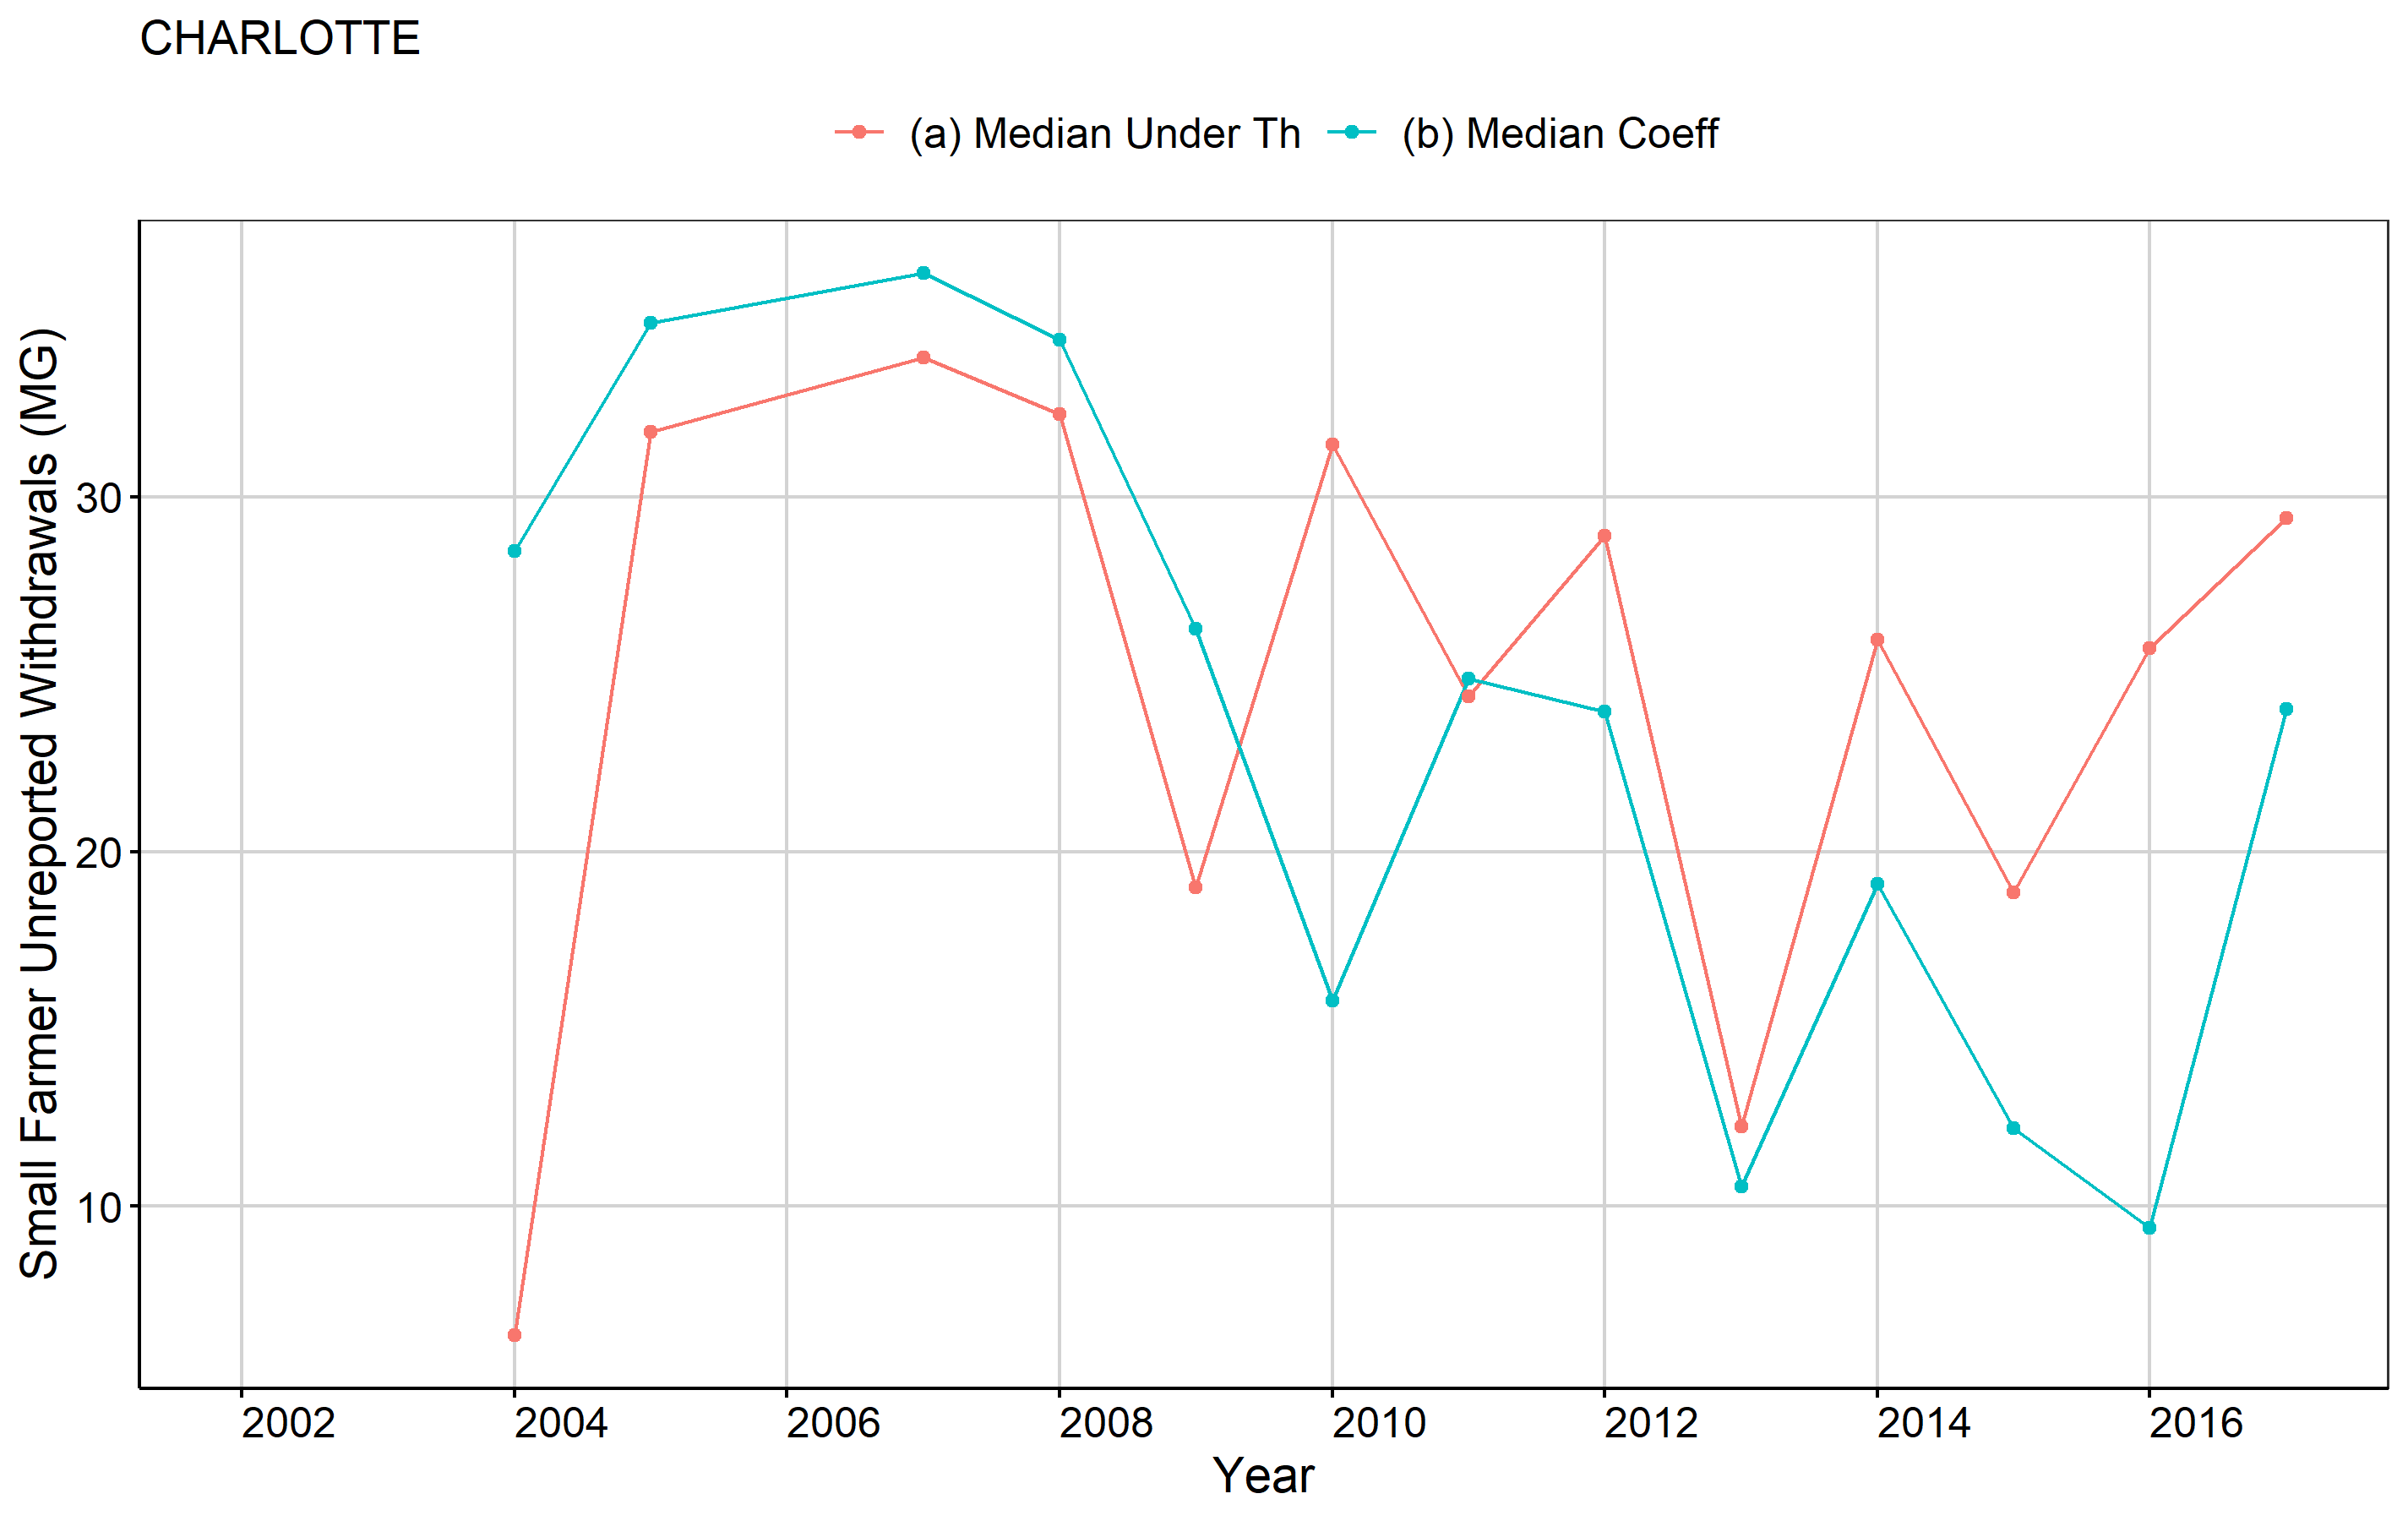 CHARLOTTE
(a) Median Under Th (b) Median Coeff
Small Farmer Unreported Withdrawals (MG)
30
20
10
2002 2004 2006 2008 2010 2012 2014 2016
Year